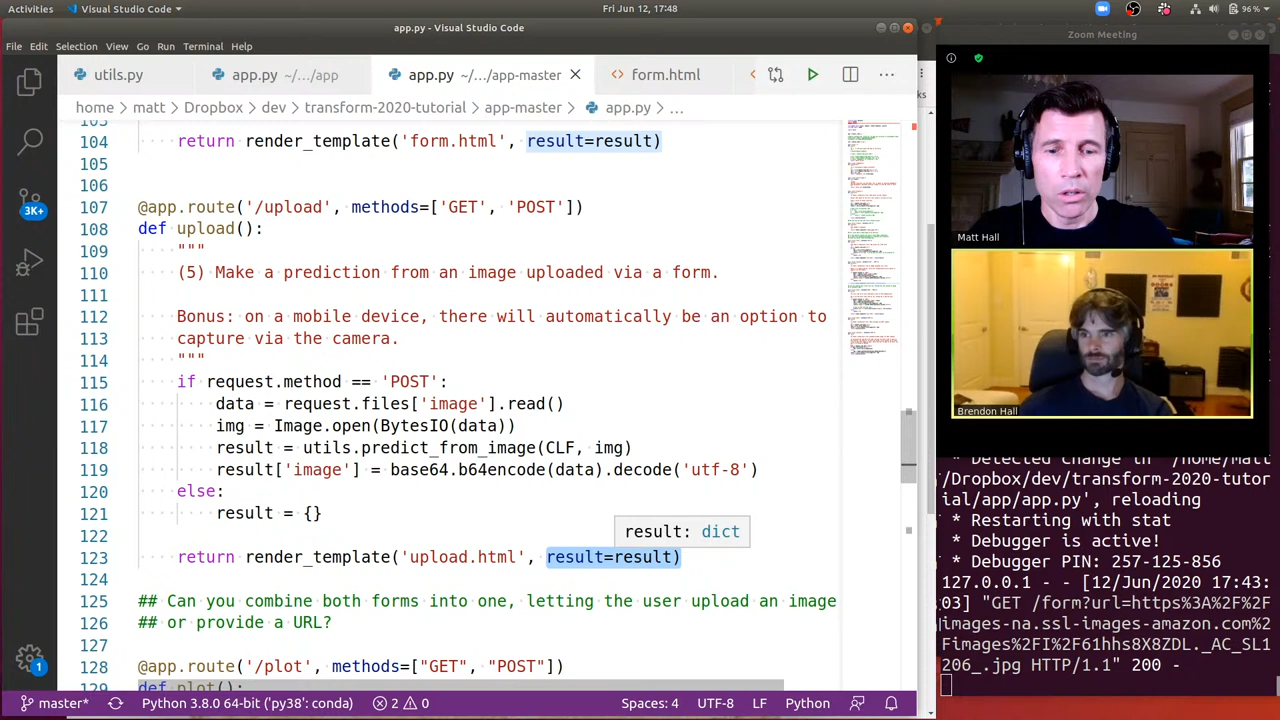 Activities
Visual Studio Code
Fri Jun 12, 17:48
96%
app.py - Visual Studio Code
File Edit Selection View Go Run Terminal Help
utils.py
app.py ~/.../app
app.py ~/.../app-master
form.html
home > matt > Dropbox > dev > transform-2020-tutorial > app-master > app.py > ...
103
104 return render_template('form.html', result=result)
105
106
107 @app.route('/upload', methods=['GET', 'POST'])
108 def upload():
109 """
110 (5) Make a prediction from an image uploaded via a form.
111
112 Bonus: on a mobile device, there will automatically be an option to
113 capture via the camera.
114 """
115 if request.method == 'POST':
116 data = request.files['image'].read()
117 img = Image.open(BytesIO(data))
118 result = utils.predict_from_image(CLF, img)
119 result['image'] = base64.b64encode(data).decode('utf-8')
120 else:
121 result = {}
122
result: dict
123 return render_template('upload.html', result=result)
124
125 ## Can you combine both forms into one, letting the user upload an image
126 ## or provide a URL?
127
128 @app.route('/plot', methods=["GET", "POST"])
129 def plot():
3K+
1
master*
Python 3.8.0 64-bit ('py38': conda)
2
0
Spaces: 4
UTF-8
LF
Python
Zoom Meeting
Matt Hall
Brendon Hall
* Detected change in '/home/matt
/Dropbox/dev/transform-2020-tutor
ial/app/app.py', reloading
* Restarting with stat
* Debugger is active!
* Debugger PIN: 257-125-856
127.0.0.1 - - [12/Jun/2020 17:43:
03] "GET /form?url=https%3A%2F%2F
images-na.ssl-images-amazon.com%2
Fimages%2FI%2F61hhs8X8ZDL._AC_SL1
206_.jpg HTTP/1.1" 200 -